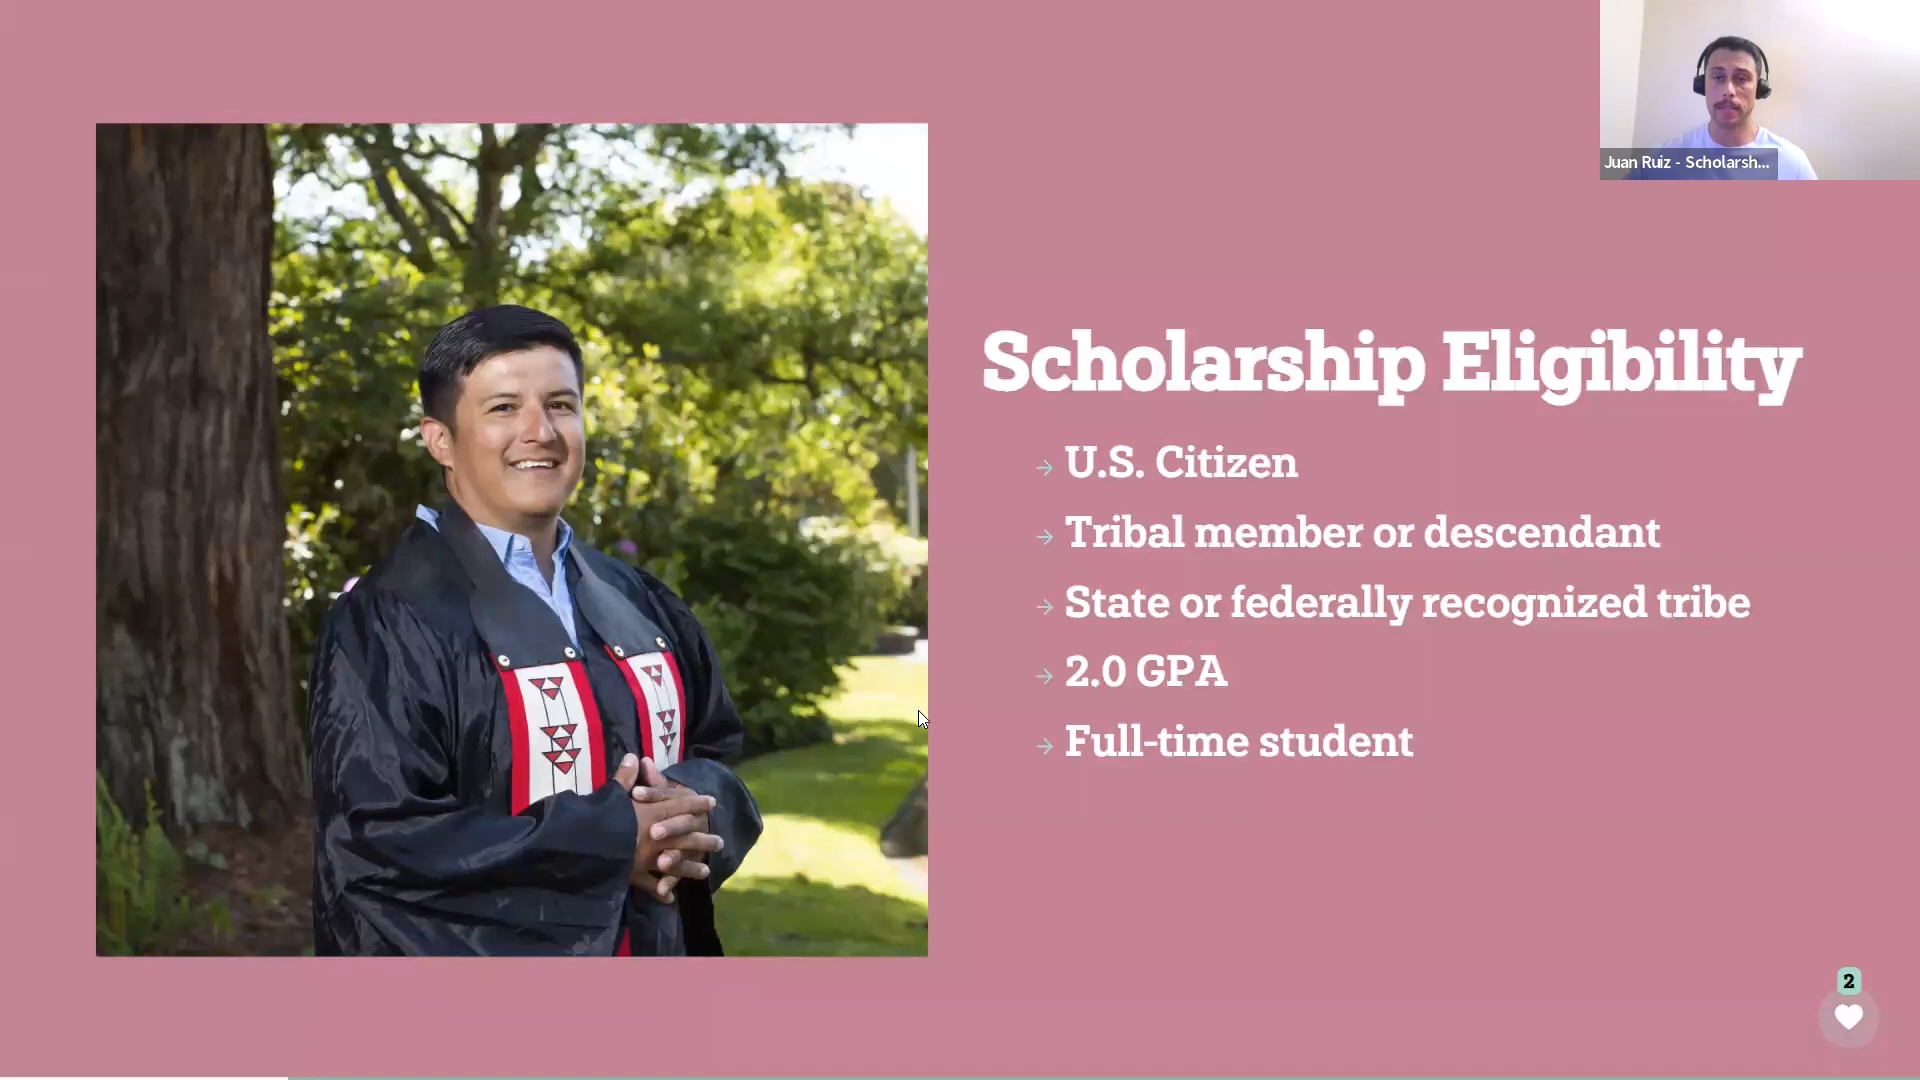 Juan Ruiz - Scholarsh...
Scholarship Eligibility
→ U.S. Citizen
→ Tribal member or descendant
→ State or federally recognized tribe
→ 2.0 GPA
→ Full-time student
2